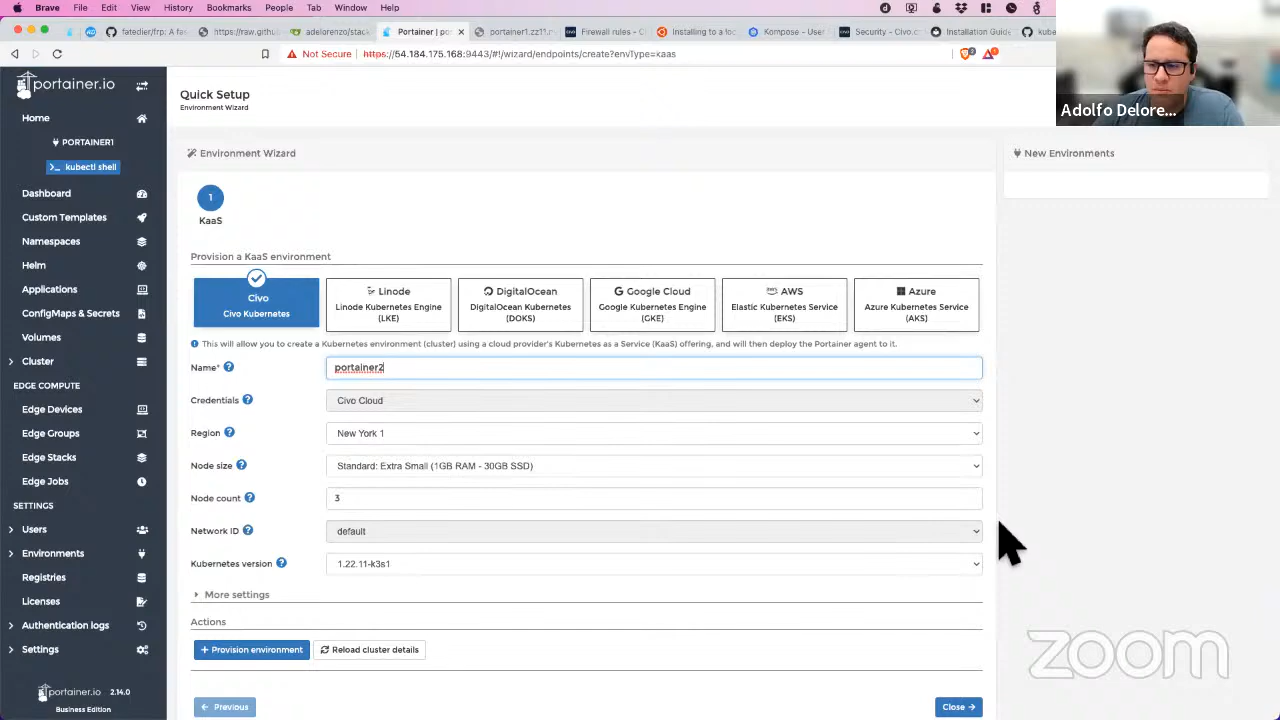 Brave File Edit View History Bookmarks People Tab Window Help
fatedier/frp - C
https://raw.github
adelarenzo/stack
Portainer | por
portainer1.zz11.n
Firewall rules - C
Installing to a loc
Kompose - User
Security - Civo.c
kube
Not Secure https://54.184.175.168:9443/#!/wizard/endpoints/create?envType=kaas
portainer.io
Home
PORTAINER1
>_ kubectl shell
Dashboard
Custom Templates
Namespaces
Helm
Applications
ConfigMaps & Secrets
Volumes
Cluster
EDGE COMPUTE
Edge Devices
Edge Groups
Edge Stacks
Edge Jobs
SETTINGS
Users
Environments
Registries
Licenses
Authentication logs
Settings
portainer.io 2.14.0
Business Edition
Quick Setup
Environment Wizard
Environment Wizard
1
KaaS
Provision a KaaS environment
Civo
Civo Kubernetes
Linode
Linode Kubernetes Engine
(LKE)
DigitalOcean
DigitalOcean Kubernetes
(DOKS)
Google Cloud
Google Kubernetes Engine
(GKE)
AWS
Elastic Kubernetes Service
(EKS)
Azure
Azure Kubernetes Service
(AKS)
This will allow you to create a Kubernetes environment (cluster) using a cloud provider's Kubernetes as a Service (KaaS) offering, and will then deploy the Portainer agent to it.
Name* portainer2
Credentials Civo Cloud
Region New York 1
Node size Standard: Extra Small (1GB RAM - 30GB SSD)
Node count 3
Network ID default
Kubernetes version 1.22.11-k3s1
More settings
Actions
+ Provision environment
Reload cluster details
← Previous
Close →
New Environments
Adolfo Delore...
zoom